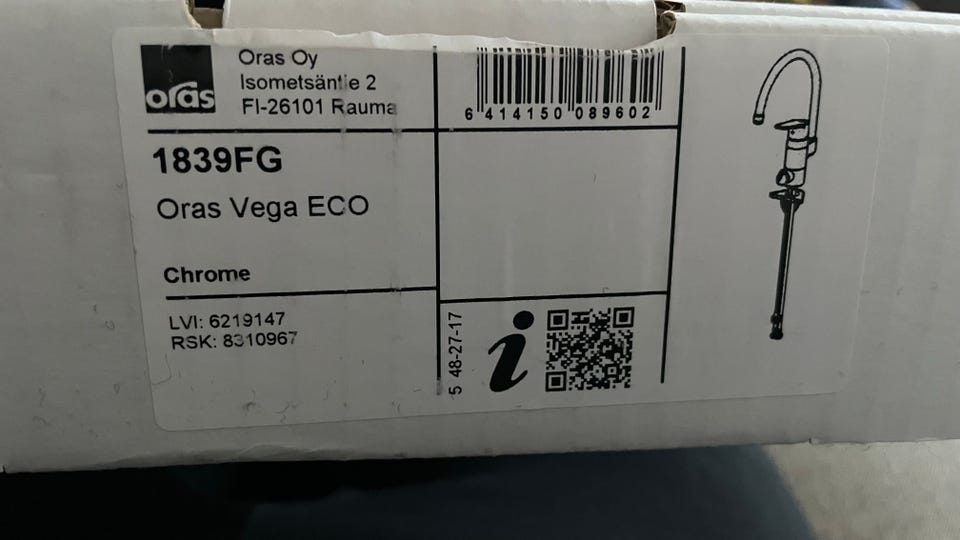 oras
Oras Oy
Isometsäntie 2
FI-26101 Rauma
6 414150 089602
1839FG
Oras Vega ECO
Chrome
LVI: 6219147
RSK: 8310967
5 48-27-17
i